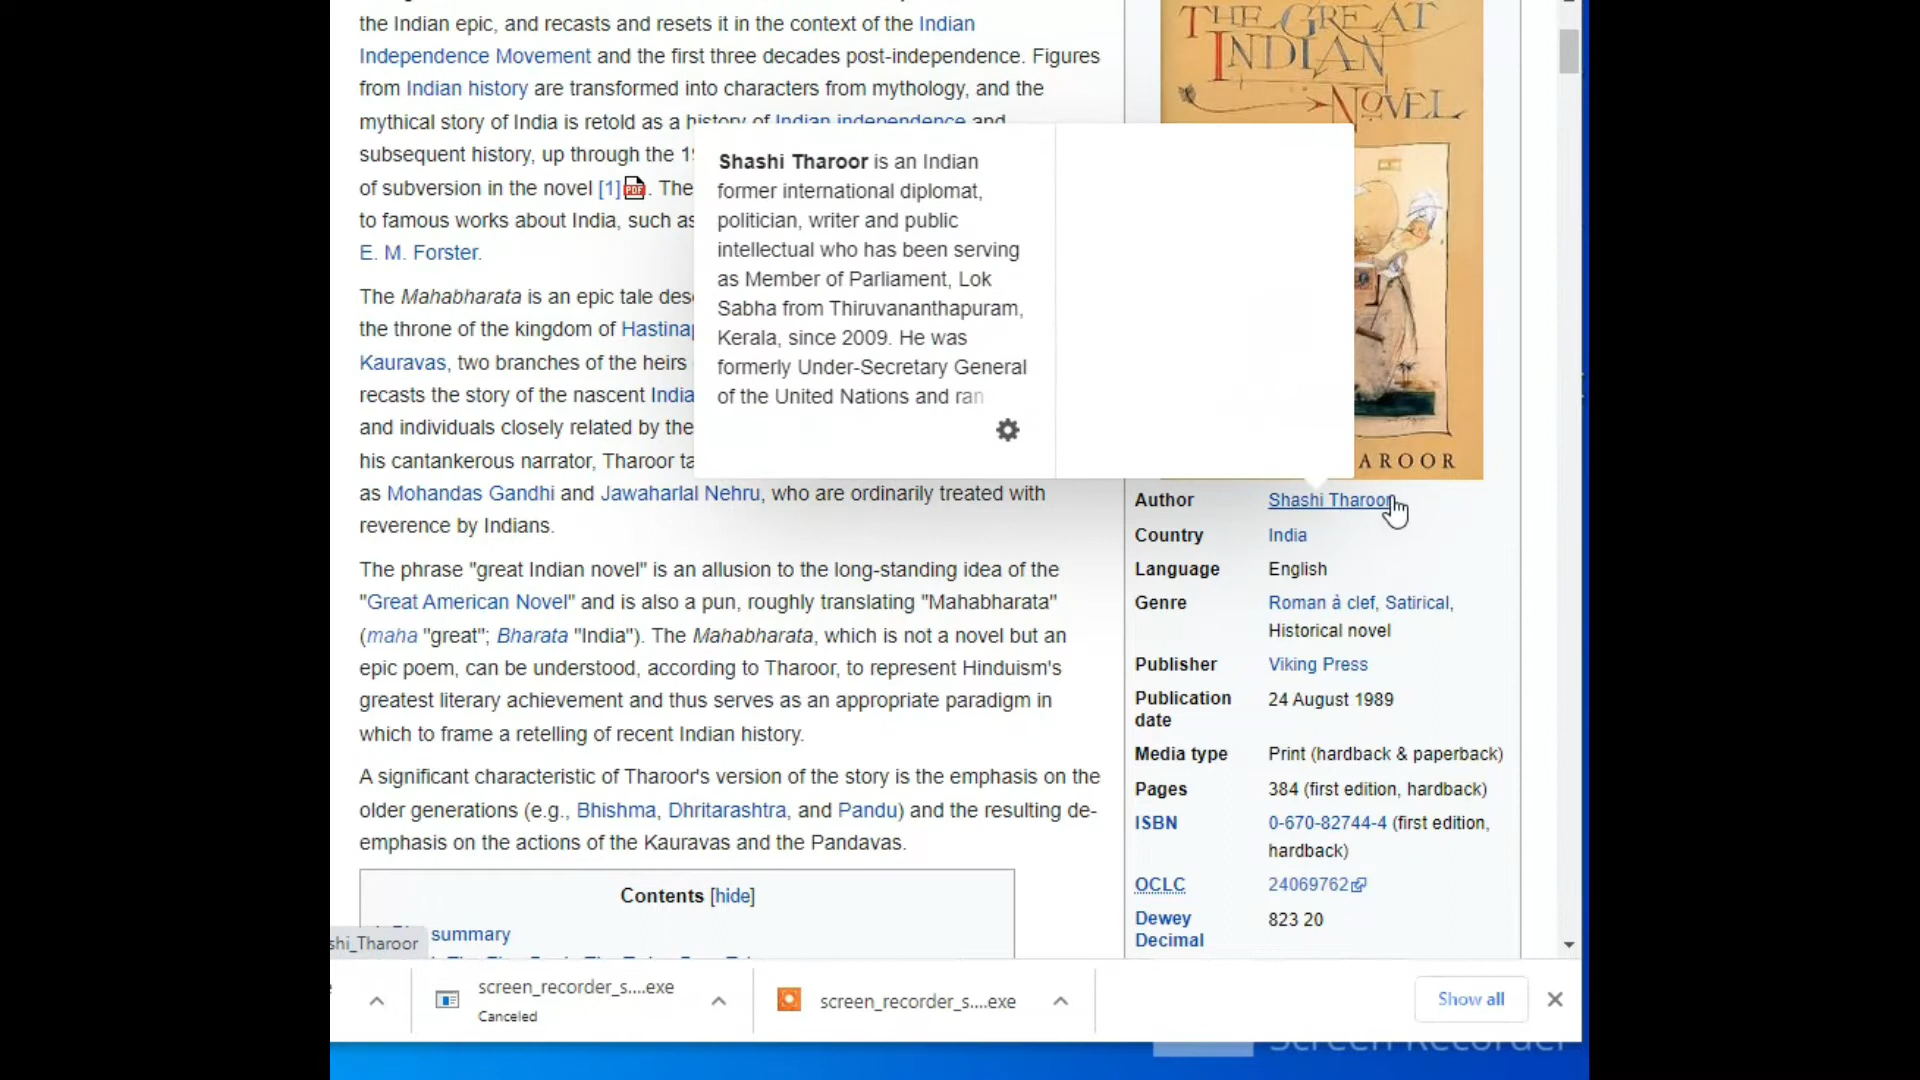 the Indian epic, and recasts and resets it in the context of the Indian
Independence Movement and the first three decades post-independence. Figures
from Indian history are transformed into characters from mythology, and the
mythical story of India is retold as a history of Indian independence and
subsequent history, up through the
of subversion in the novel [1] PDF. The
to famous works about India, such as
E. M. Forster.
The Mahabharata is an epic tale
the throne of the kingdom of
Kauravas, two branches of the heirs
recasts the story of the nascent
and individuals closely related by the
his cantankerous narrator, Tharoor
as Mohandas Gandhi and Jawaharlal Nehru, who are ordinarily treated with
reverence by Indians.
The phrase "great Indian novel" is an allusion to the long-standing idea of the
"Great American Novel" and is also a pun, roughly translating "Mahabharata"
(maha "great"; Bharata "India"). The Mahabharata, which is not a novel but an
epic poem, can be understood, according to Tharoor, to represent Hinduism's
greatest literary achievement and thus serves as an appropriate paradigm in
which to frame a retelling of recent Indian history.
A significant characteristic of Tharoor's version of the story is the emphasis on the
older generations (e.g., Bhishma, Dhritarashtra, and Pandu) and the resulting de-
emphasis on the actions of the Kauravas and the Pandavas.
Contents [hide]
summary
Shashi Tharoor is an Indian
former international diplomat,
politician, writer and public
intellectual who has been serving
as Member of Parliament, Lok
Sabha from Thiruvananthapuram,
Kerala, since 2009. He was
formerly Under-Secretary General
of the United Nations and ran
THE GREAT
INDIAN
NOVEL
AROOR
Author Shashi Tharoor
Country India
Language English
Genre Roman à clef, Satirical,
Historical novel
Publisher Viking Press
Publication
date 24 August 1989
Media type Print (hardback & paperback)
Pages 384 (first edition, hardback)
ISBN 0-670-82744-4 (first edition,
hardback)
OCLC 24069762
Dewey
Decimal 823 20
shi_Tharoor
screen_recorder_s....exe
Canceled
screen_recorder_s....exe
Show all
Screen Recorder